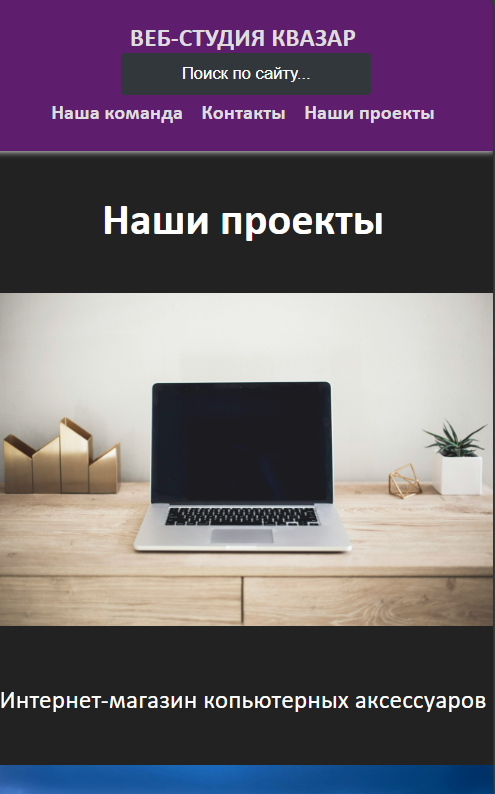 ВЕБ-СТУДИЯ КВАЗАР
Поиск по сайту...
Наша команда Контакты Наши проекты
Наши проекты
Интернет-магазин копьютерных аксессуаров